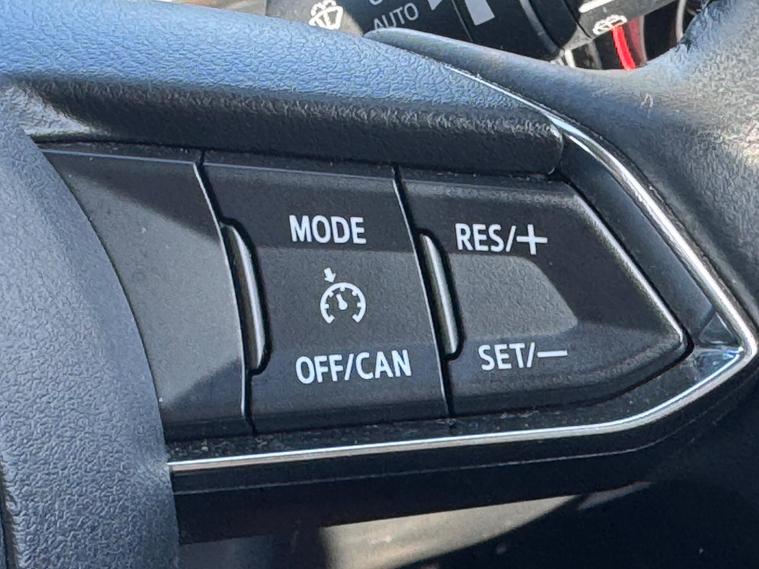 AUTO
MODE
RES/+
OFF/CAN
SET/−